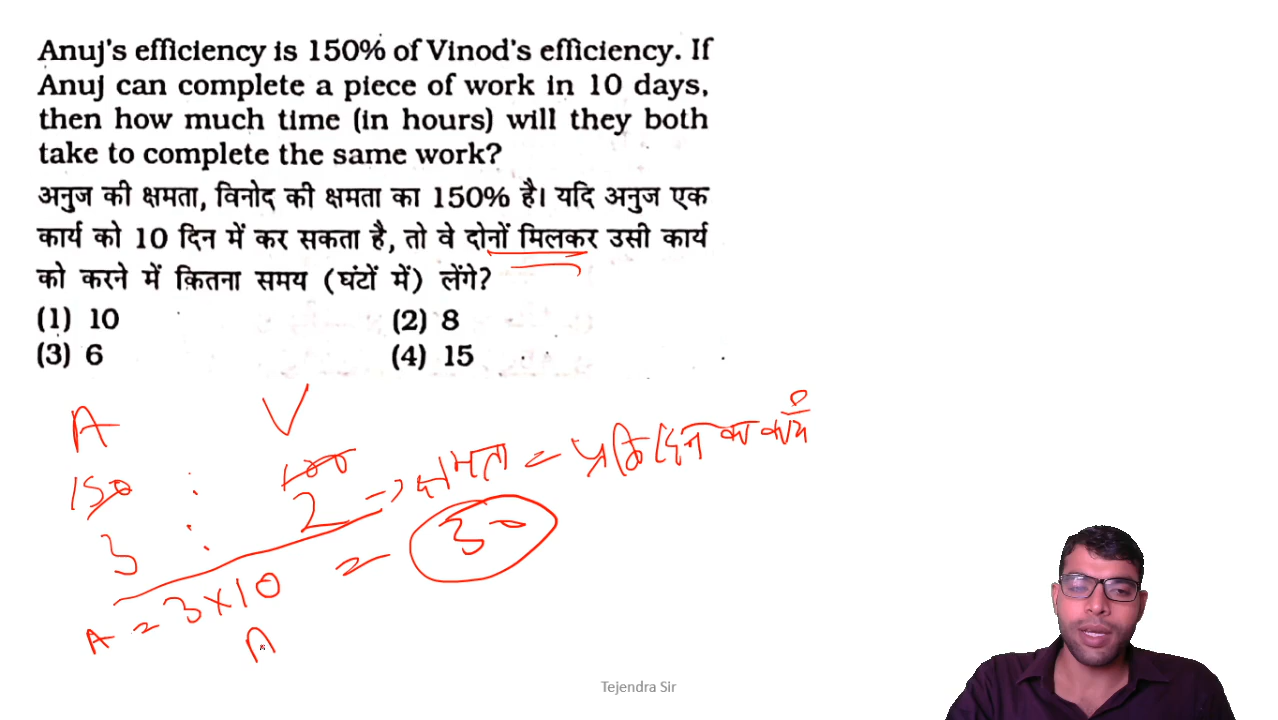 Anuj's efficiency is 150% of Vinod's efficiency. If
Anuj can complete a piece of work in 10 days,
then how much time (in hours) will they both
take to complete the same work?
अनुज की क्षमता, विनोद की क्षमता का 150% है। यदि अनुज एक
कार्य को 10 दिन में कर सकता है, तो वे दोनों मिलकर उसी कार्य
को करने में कितना समय (घंटों में) लेंगे?
(1) 10 (2) 8
(3) 6 (4) 15
A V
150 : 100
3 : 2 => क्षमता = प्रति दिन का कार्य
A = 3×10 = 30
A
Tejendra Sir